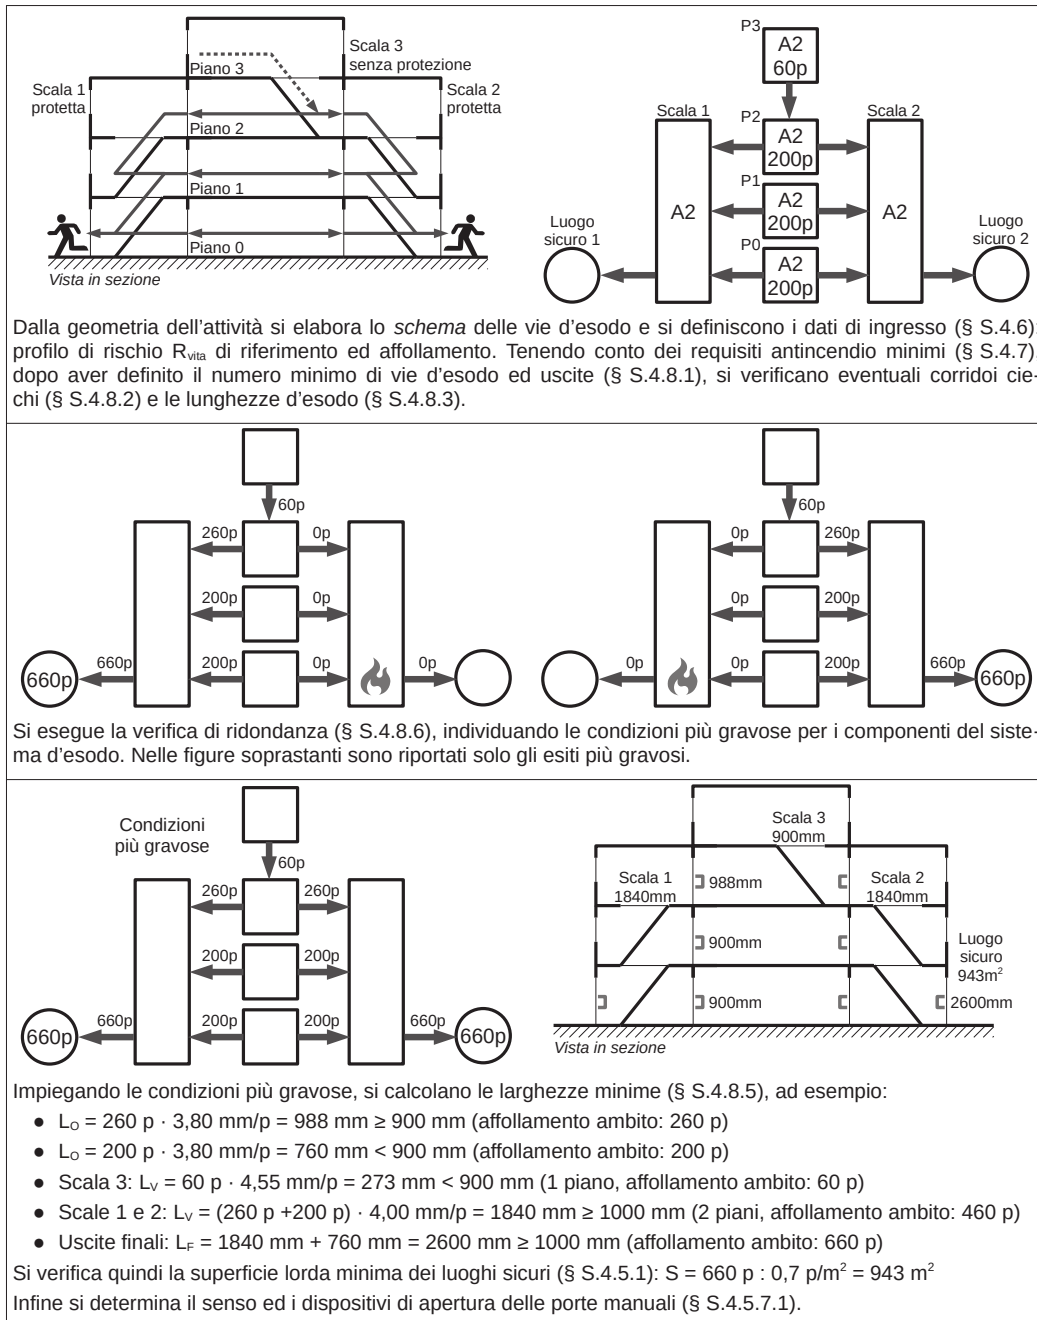 Scala 1
protetta
Piano 3
Scala 3
senza protezione
Scala 2
protetta
Piano 2
Piano 1
Piano 0
Vista in sezione
P3
A2
60p
Scala 1
P2
A2
200p
Scala 2
P1
A2
200p
A2
A2
P0
A2
200p
Luogo
sicuro 1
Luogo
sicuro 2
Dalla geometria dell'attività si elabora lo schema delle vie d'esodo e si definiscono i dati di ingresso (§ S.4.6):
profilo di rischio Rvita di riferimento ed affollamento. Tenendo conto dei requisiti antincendio minimi (§ S.4.7),
dopo aver definito il numero minimo di vie d'esodo ed uscite (§ S.4.8.1), si verificano eventuali corridoi cie-
chi (§ S.4.8.2) e le lunghezze d'esodo (§ S.4.8.3).
60p
260p
0p
200p
0p
660p
660p
200p
0p
0p
60p
0p
260p
0p
200p
0p
0p
200p
660p
660p
Si esegue la verifica di ridondanza (§ S.4.8.6), individuando le condizioni più gravose per i componenti del siste-
ma d'esodo. Nelle figure soprastanti sono riportati solo gli esiti più gravosi.
Condizioni
più gravose
60p
260p
260p
200p
200p
660p
660p
200p
200p
660p
660p
Scala 3
900mm
Scala 1
1840mm
988mm
Scala 2
1840mm
900mm
Luogo
sicuro
943m²
900mm
2600mm
Vista in sezione
Impiegando le condizioni più gravose, si calcolano le larghezze minime (§ S.4.8.5), ad esempio:
● LO = 260 p · 3,80 mm/p = 988 mm ≥ 900 mm (affollamento ambito: 260 p)
● LO = 200 p · 3,80 mm/p = 760 mm < 900 mm (affollamento ambito: 200 p)
● Scala 3: LV = 60 p · 4,55 mm/p = 273 mm < 900 mm (1 piano, affollamento ambito: 60 p)
● Scale 1 e 2: LV = (260 p +200 p) · 4,00 mm/p = 1840 mm ≥ 1000 mm (2 piani, affollamento ambito: 460 p)
● Uscite finali: LF = 1840 mm + 760 mm = 2600 mm ≥ 1000 mm (affollamento ambito: 660 p)
Si verifica quindi la superficie lorda minima dei luoghi sicuri (§ S.4.5.1): S = 660 p : 0,7 p/m² = 943 m²
Infine si determina il senso ed i dispositivi di apertura delle porte manuali (§ S.4.5.7.1).